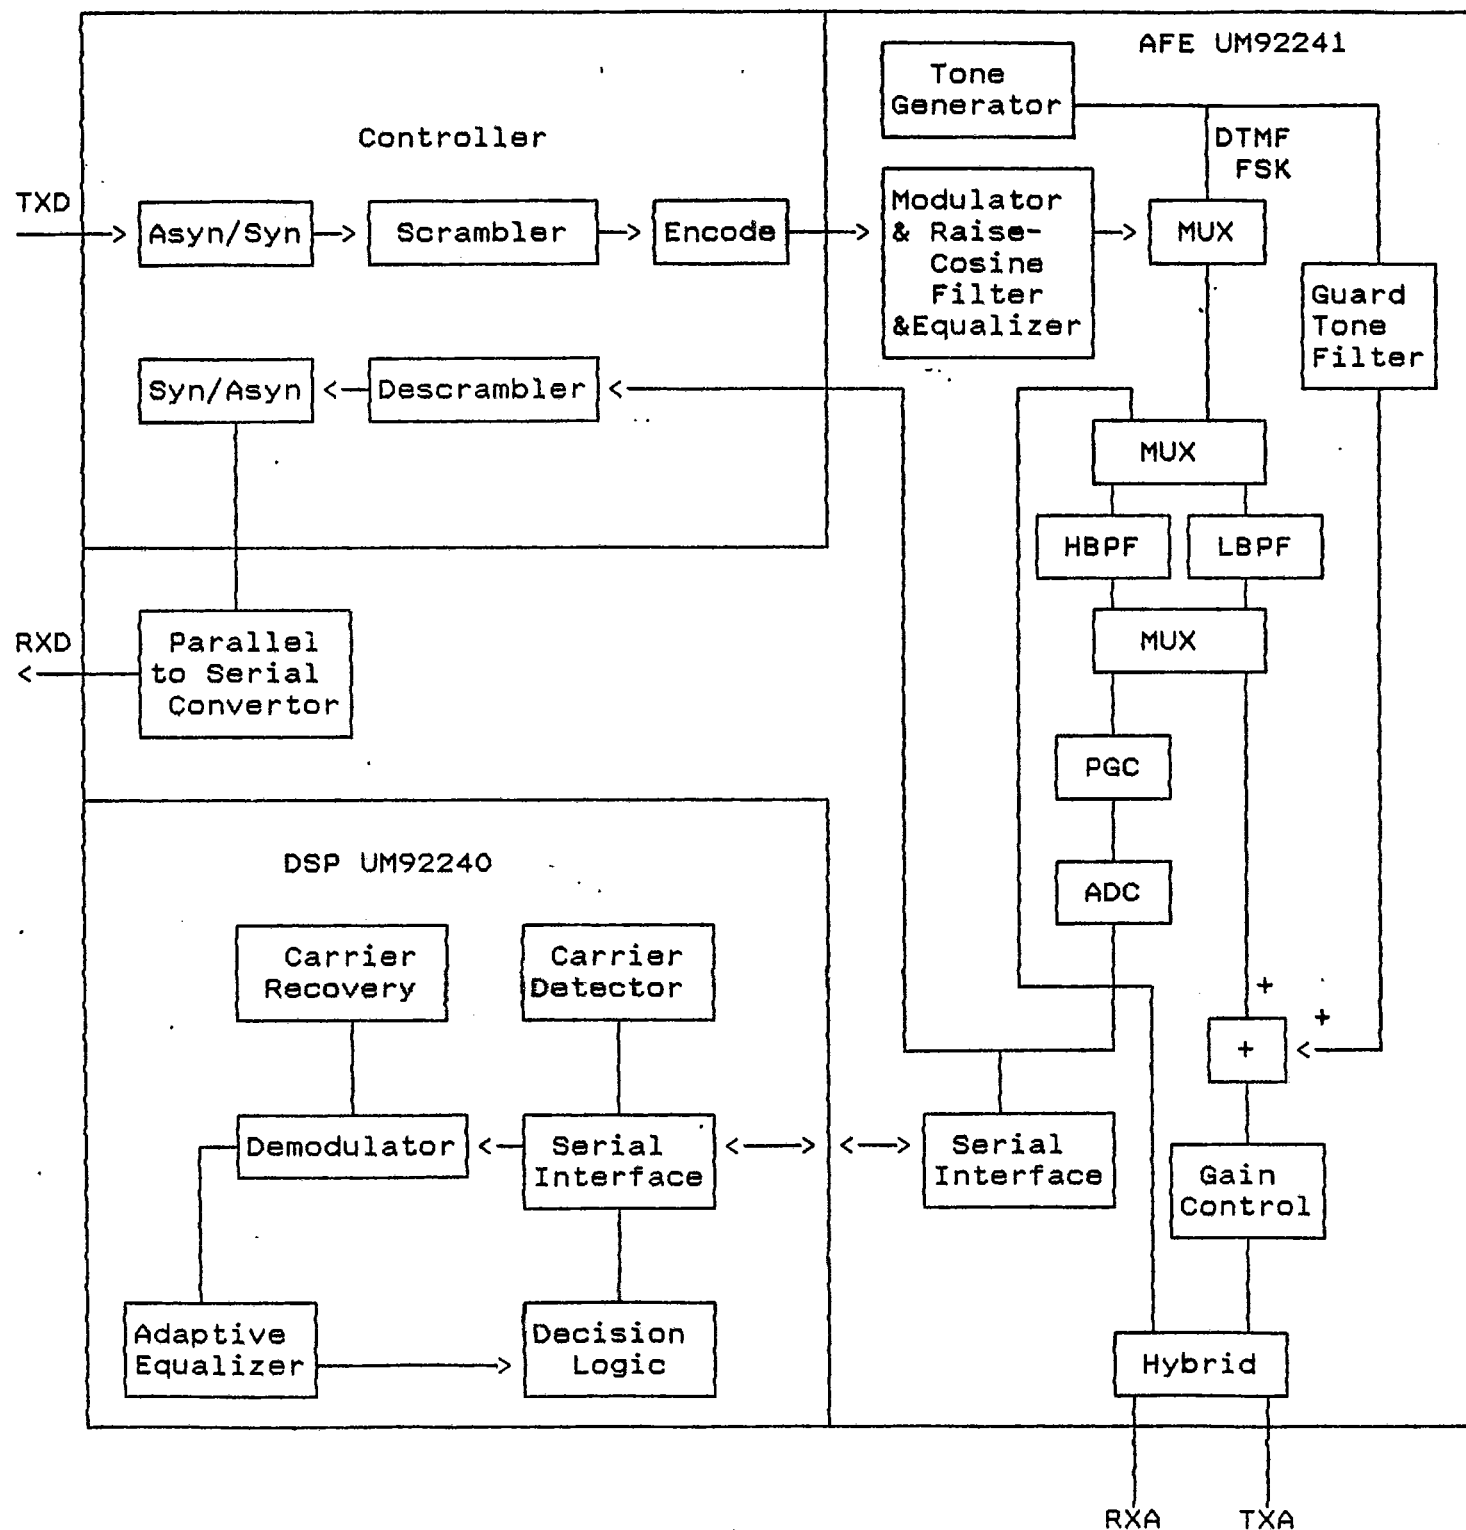 AFE UM92241
Tone
Generator
Controller
DTMF
FSK
TXD
Asyn/Syn
Scrambler
Encode
Modulator
& Raise-
Cosine
Filter
&Equalizer
MUX
Guard
Tone
Filter
Syn/Asyn
Descrambler
MUX
HBPF
LBPF
RXD
Parallel
to Serial
Convertor
MUX
PGC
DSP UM92240
ADC
Carrier
Recovery
Carrier
Detector
+
+
+
Demodulator
Serial
Interface
Serial
Interface
Gain
Control
Adaptive
Equalizer
Decision
Logic
Hybrid
RXA
TXA